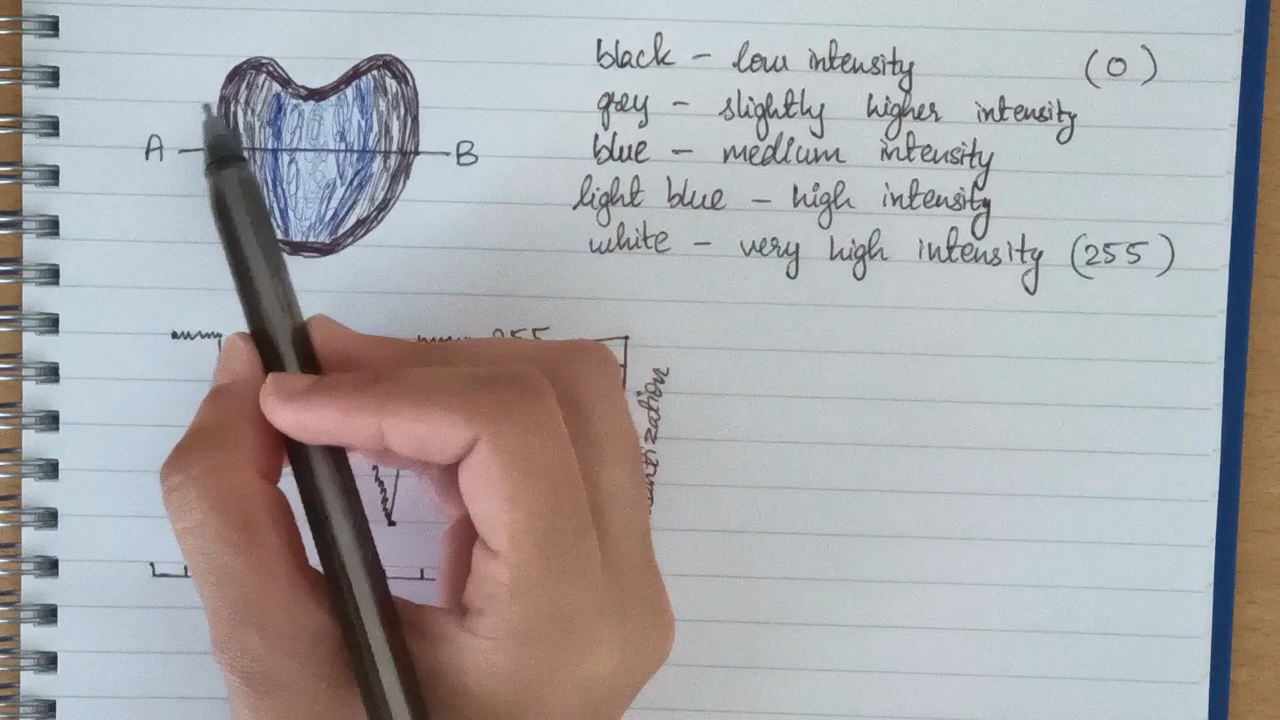 black - low intensity (0)
grey - slightly higher intensity
blue - medium intensity
A B
light blue - high intensity
white - very high intensity (255)
255